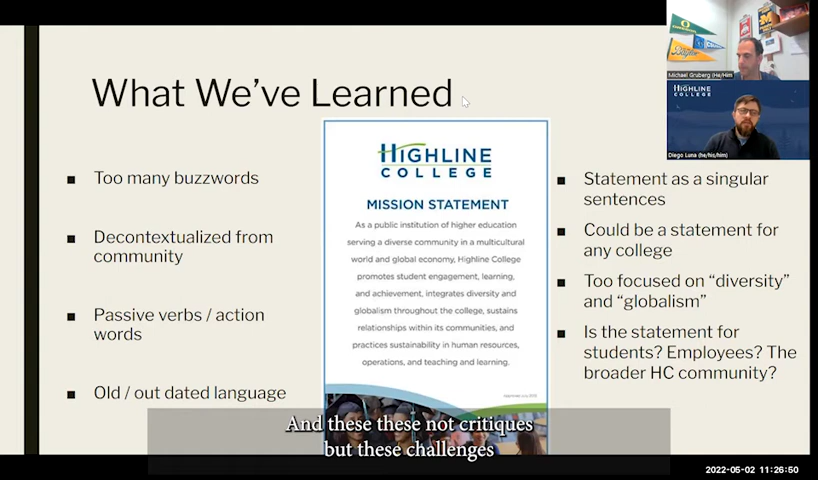 What We've Learned
Too many buzzwords
Decontextualized from
community
Passive verbs / action
words
Old / out dated language
HIGHLINE
COLLEGE
MISSION STATEMENT
As a public institution of higher education
serving a diverse community in a multicultural
world and global economy, Highline College
promotes student engagement, learning,
and achievement, integrates diversity and
globalism throughout the college, sustains
relationships within its communities, and
practices sustainability in human resources,
operations, and teaching and learning.
Statement as a singular
sentences
Could be a statement for
any college
Too focused on "diversity"
and "globalism"
Is the statement for
students? Employees? The
broader HC community?
Michael Gruberg (He/Him
HIGHLINE
COLLEGE
Diego Luna (he/his/him)
And these these not critiques
but these challenges
2022-05-02 11:26:50